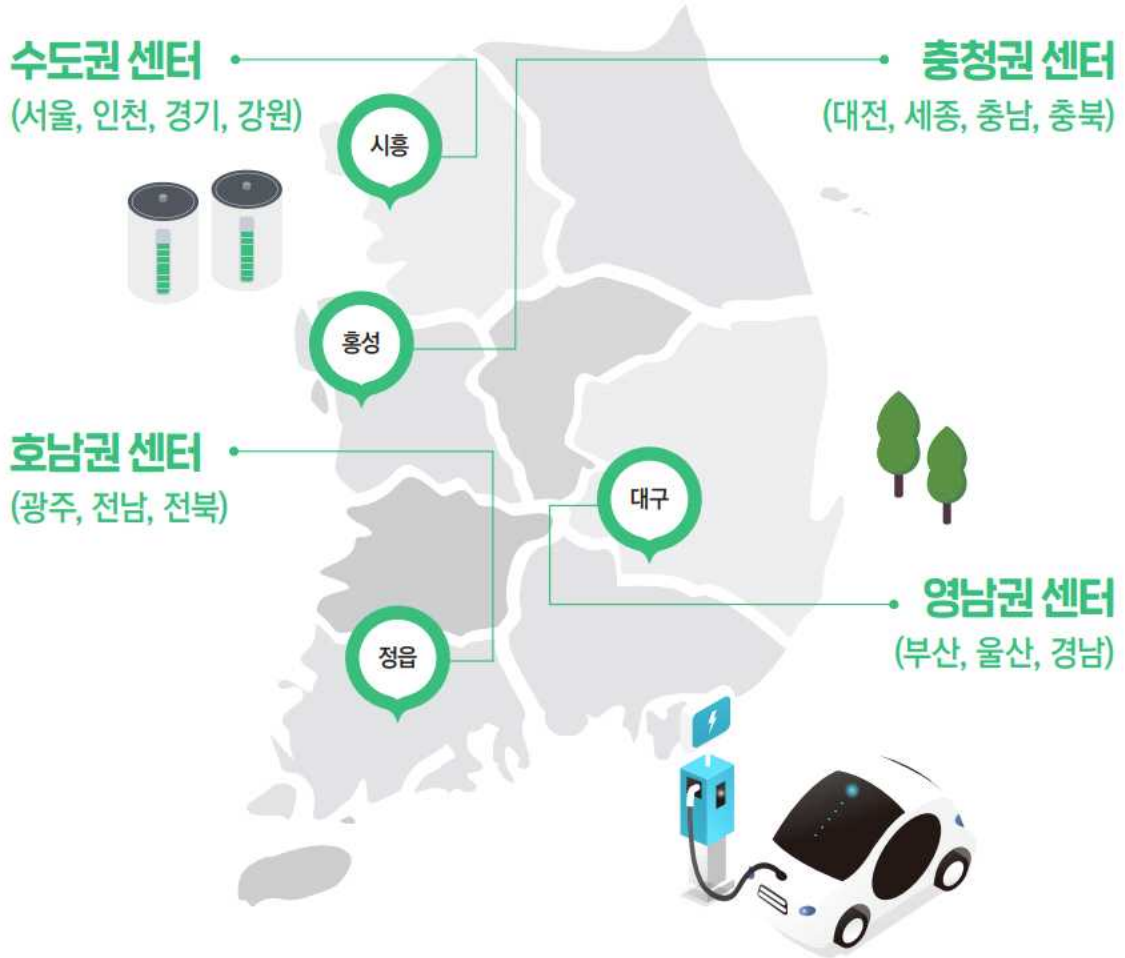 수도권 센터
(서울, 인천, 경기, 강원)
충청권 센터
(대전, 세종, 충남, 충북)
시흥
홍성
호남권 센터
(광주, 전남, 전북)
대구
영남권 센터
(부산, 울산, 경남)
정읍